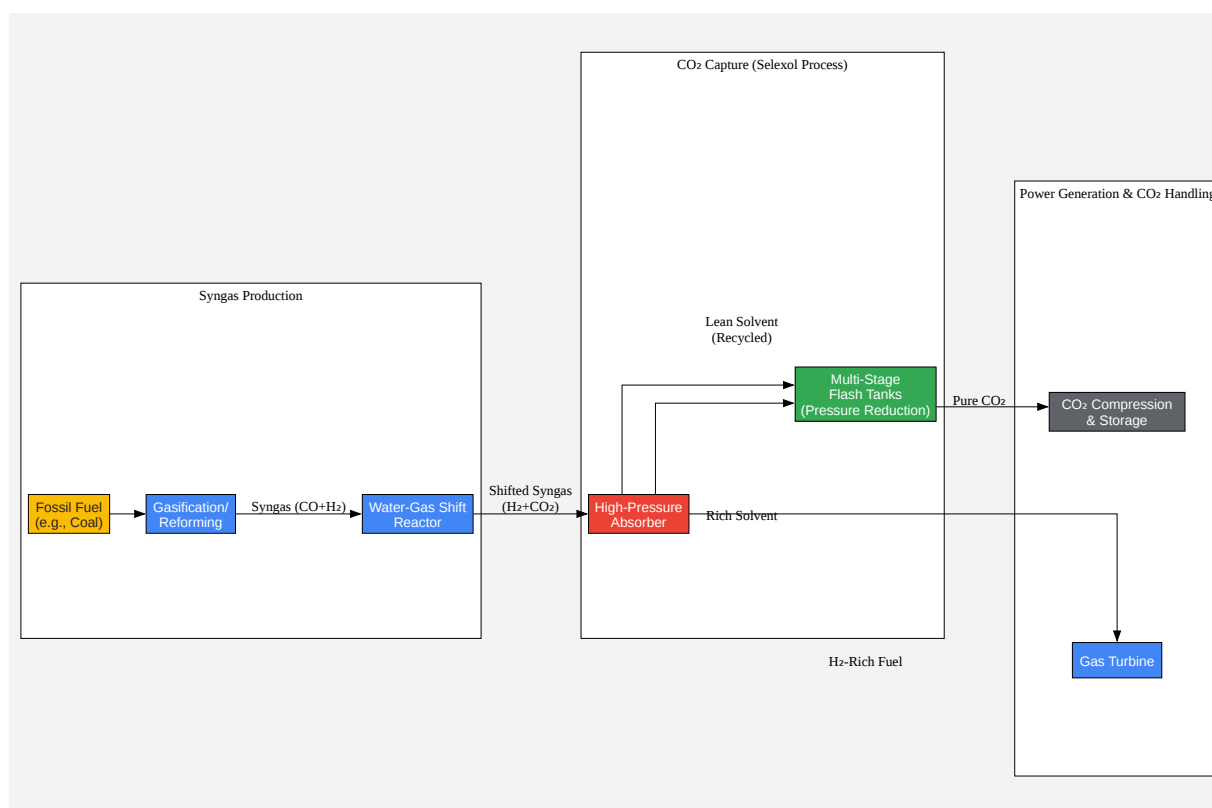 CO₂ Capture (Selexol Process)
Power Generation & CO₂ Handling
Syngas Production
Lean Solvent
(Recycled)
Multi-Stage
Flash Tanks
(Pressure Reduction)
Pure CO₂
CO₂ Compression
& Storage
Fossil Fuel
(e.g., Coal)
Gasification/
Reforming
Syngas (CO+H₂)
Water-Gas Shift
Reactor
Shifted Syngas
(H₂+CO₂)
High-Pressure
Absorber
Rich Solvent
H₂-Rich Fuel
Gas Turbine